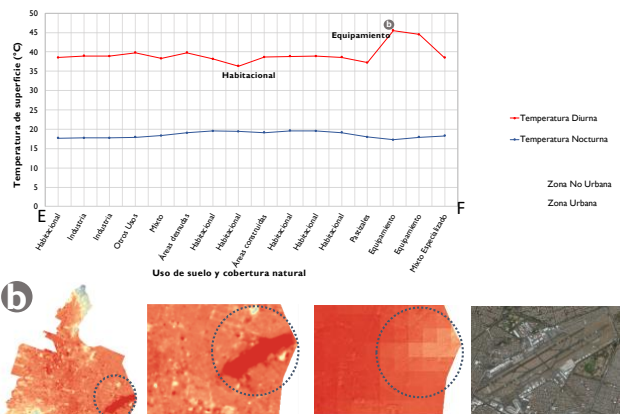 50
45
40
35
30
25
20
15
10
5
0
Temperatura de superficie (°C)
b
Equipamiento
Habitacional
Temperatura Diurna
Temperatura Nocturna
Zona No Urbana
Zona Urbana
E
F
Habitacional
Industria
Industria
Otros Usos
Mixto
Áreas desnudas
Habitacional
Habitacional
Áreas construidas
Habitacional
Habitacional
Habitacional
Pastizales
Equipamiento
Equipamiento
Mixto Especializado
Uso de suelo y cobertura natural
b